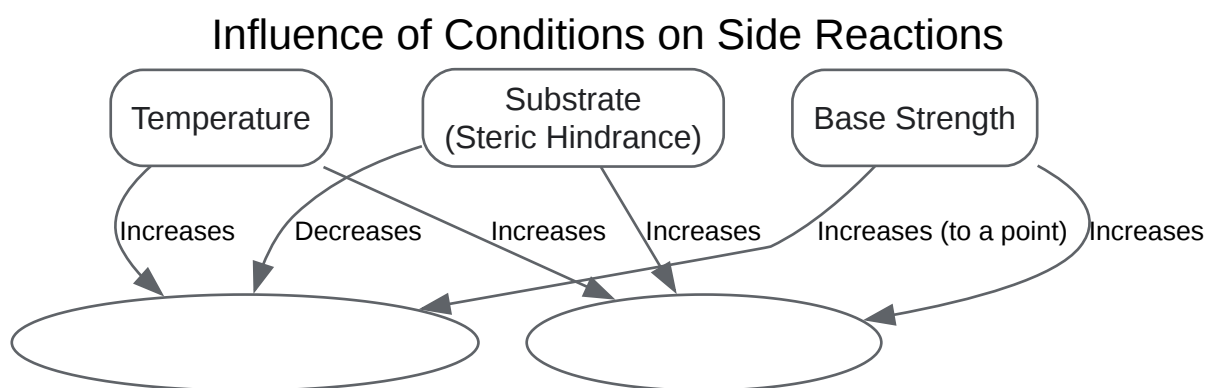 Influence of Conditions on Side Reactions
Temperature
Substrate
(Steric Hindrance)
Base Strength
Increases
Decreases
Increases
Increases
Increases (to a point)
Increases